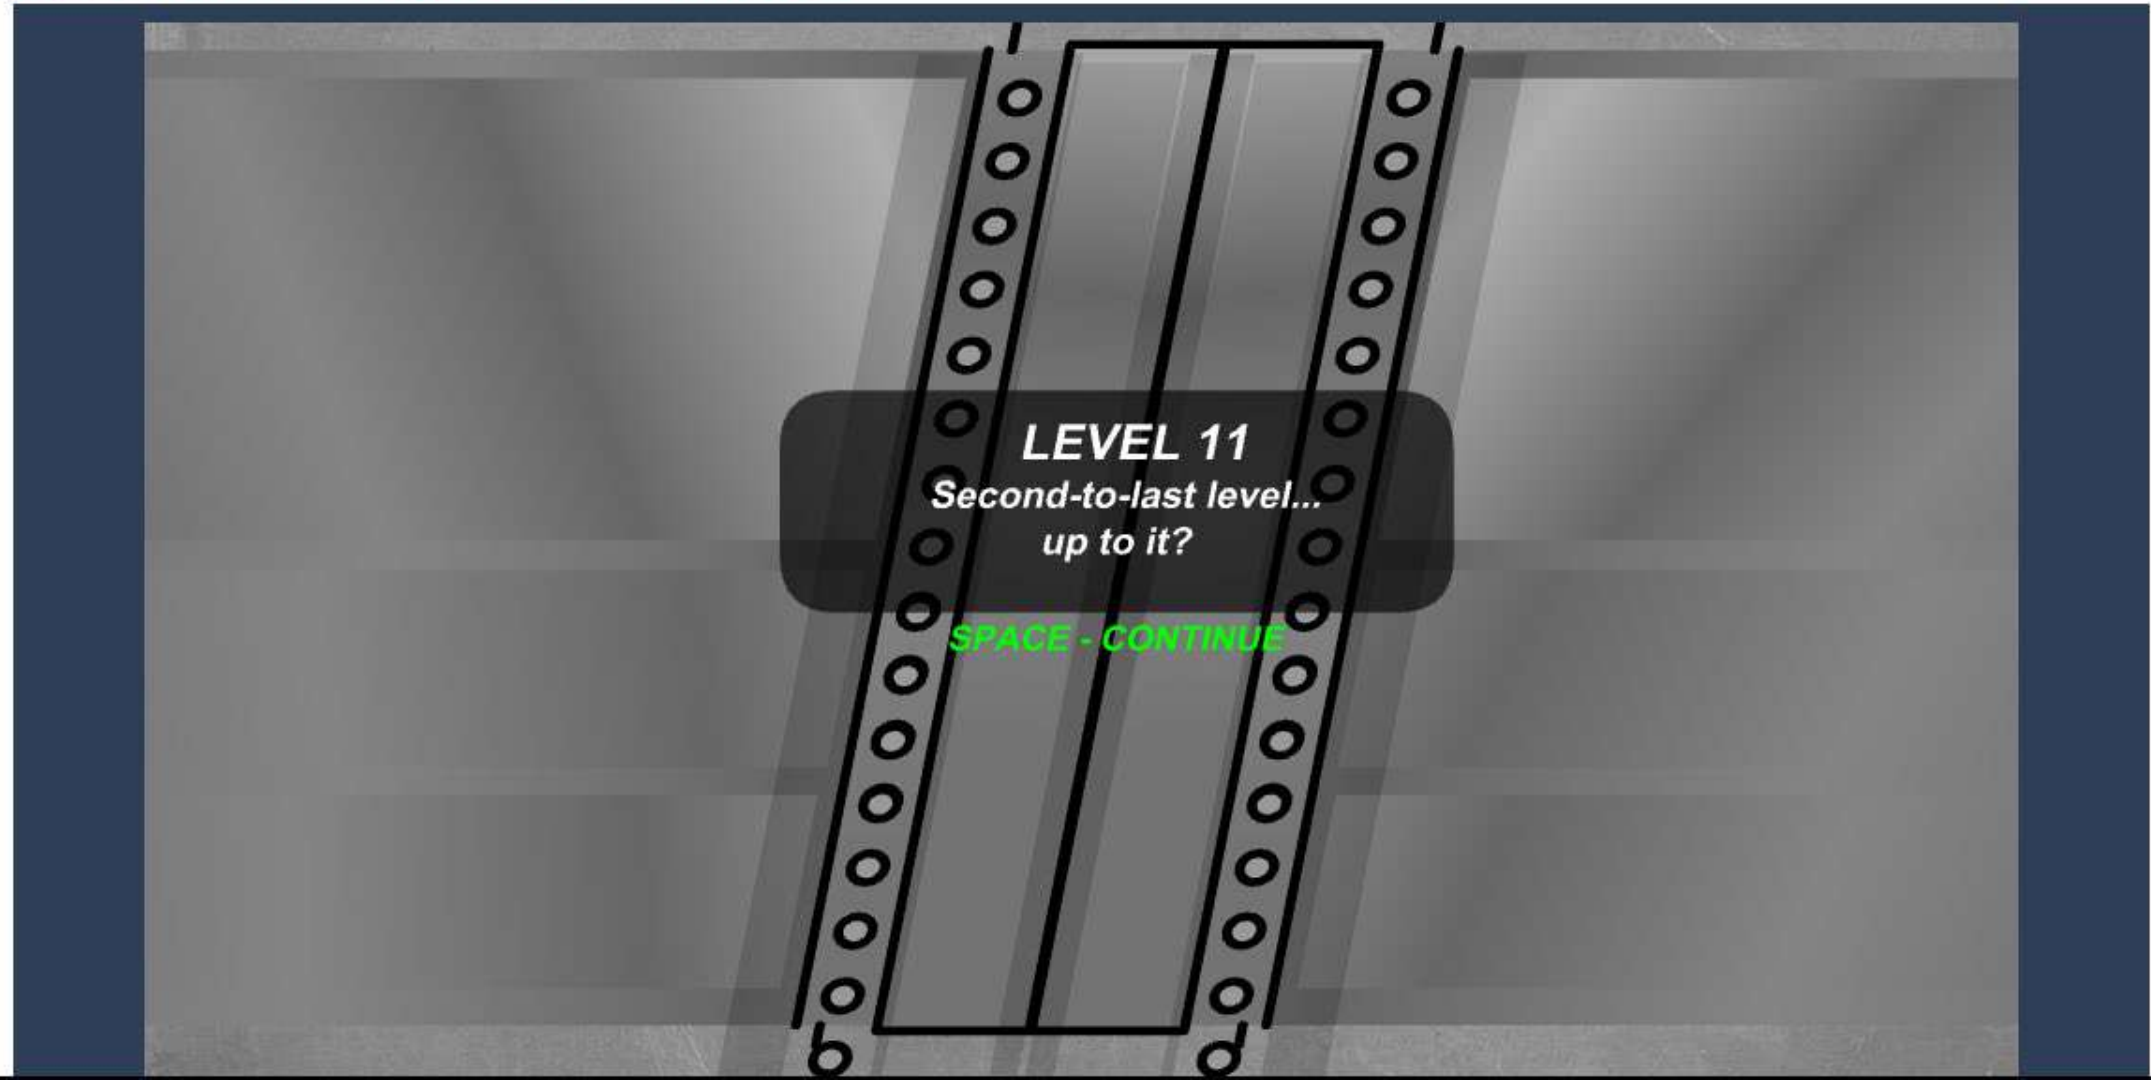 LEVEL 11
Second-to-last level...
up to it?
SPACE - CONTINUE